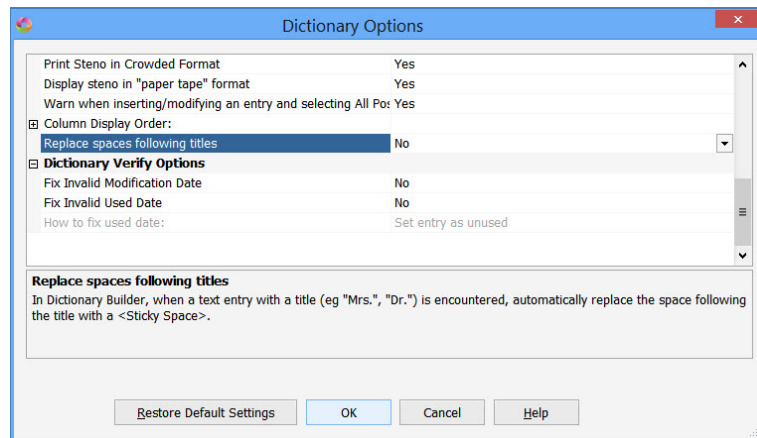 Dictionary Options
Print Steno in Crowded Format Yes
Display steno in "paper tape" format Yes
Warn when inserting/modifying an entry and selecting All Pos Yes
Column Display Order:
Replace spaces following titles No
Dictionary Verify Options
Fix Invalid Modification Date No
Fix Invalid Used Date No
How to fix used date: Set entry as unused
Replace spaces following titles
In Dictionary Builder, when a text entry with a title (eg "Mrs.", "Dr.") is encountered, automatically replace the space following
the title with a <Sticky Space>.
Restore Default Settings OK Cancel Help